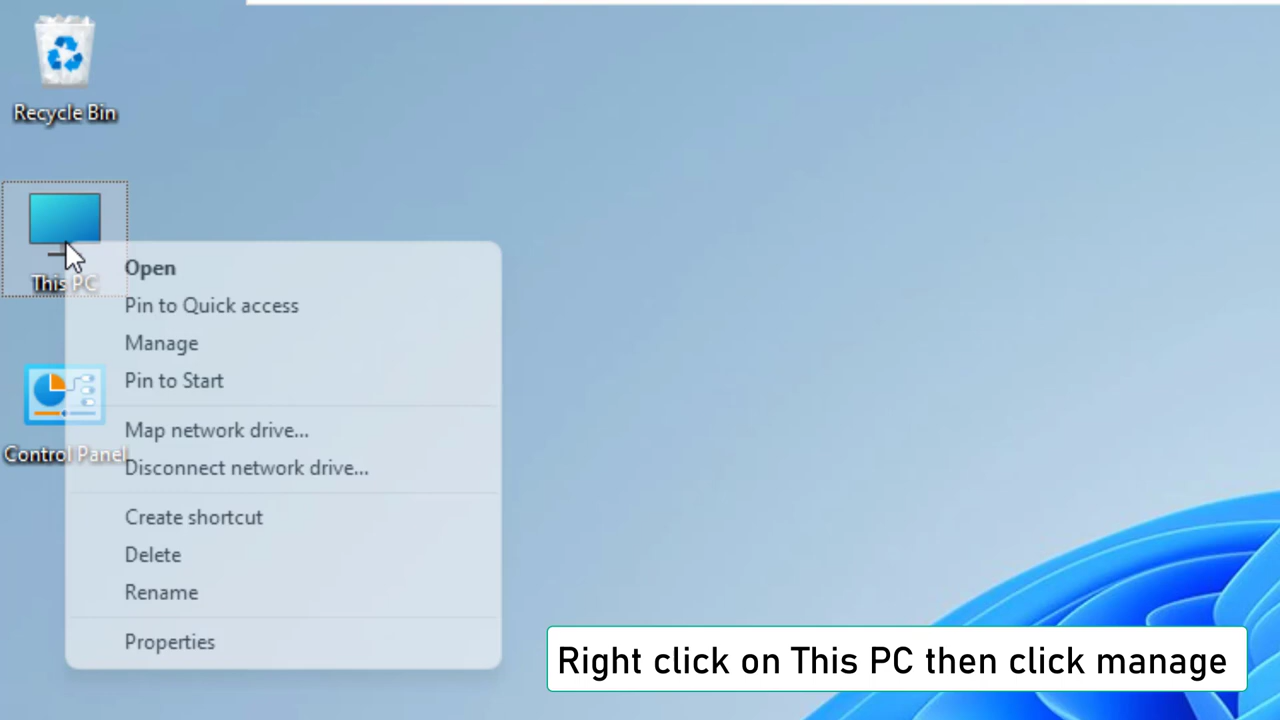 Recycle Bin
This PC
Control Panel
Open
Pin to Quick access
Manage
Pin to Start
Map network drive...
Disconnect network drive...
Create shortcut
Delete
Rename
Properties
Right click on This PC then click manage